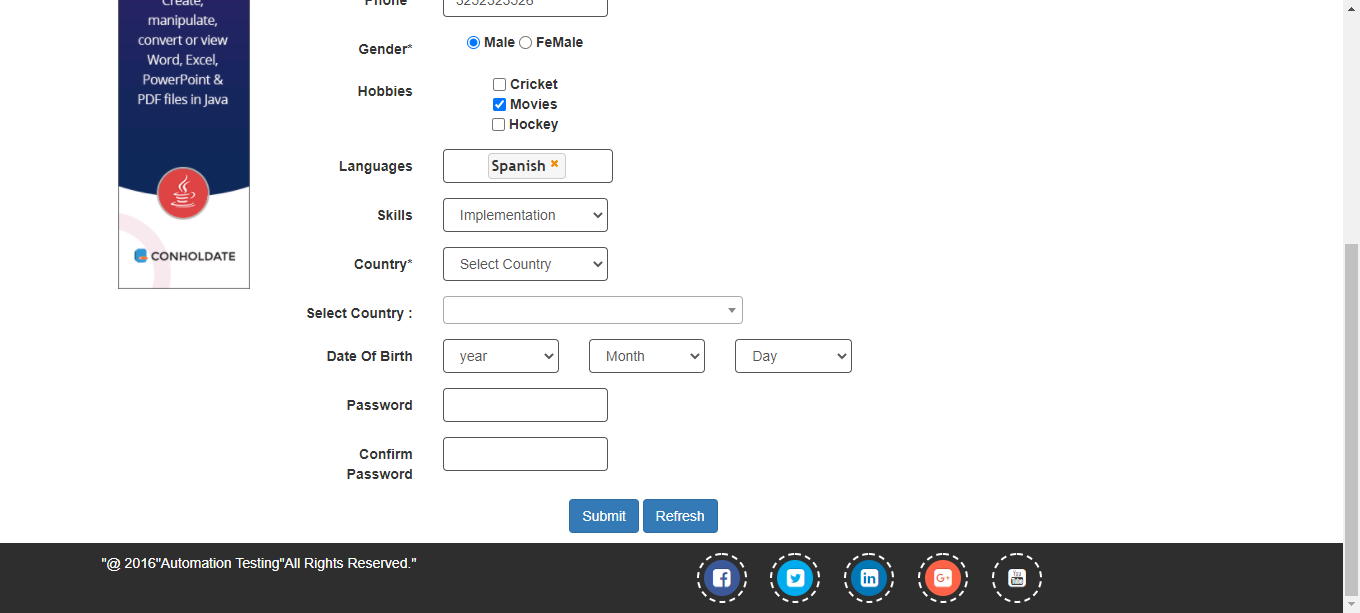 Create,
manipulate,
convert or view
Word, Excel,
PowerPoint &
PDF files in Java
CONHOLDATE
Phone
Gender* Male FeMale
Hobbies Cricket
Movies
Hockey
Languages Spanish
Skills Implementation
Country* Select Country
Select Country :
Date Of Birth year Month Day
Password
Confirm
Password
Submit Refresh
"@ 2016"Automation Testing"All Rights Reserved."
f in G+ You Tube